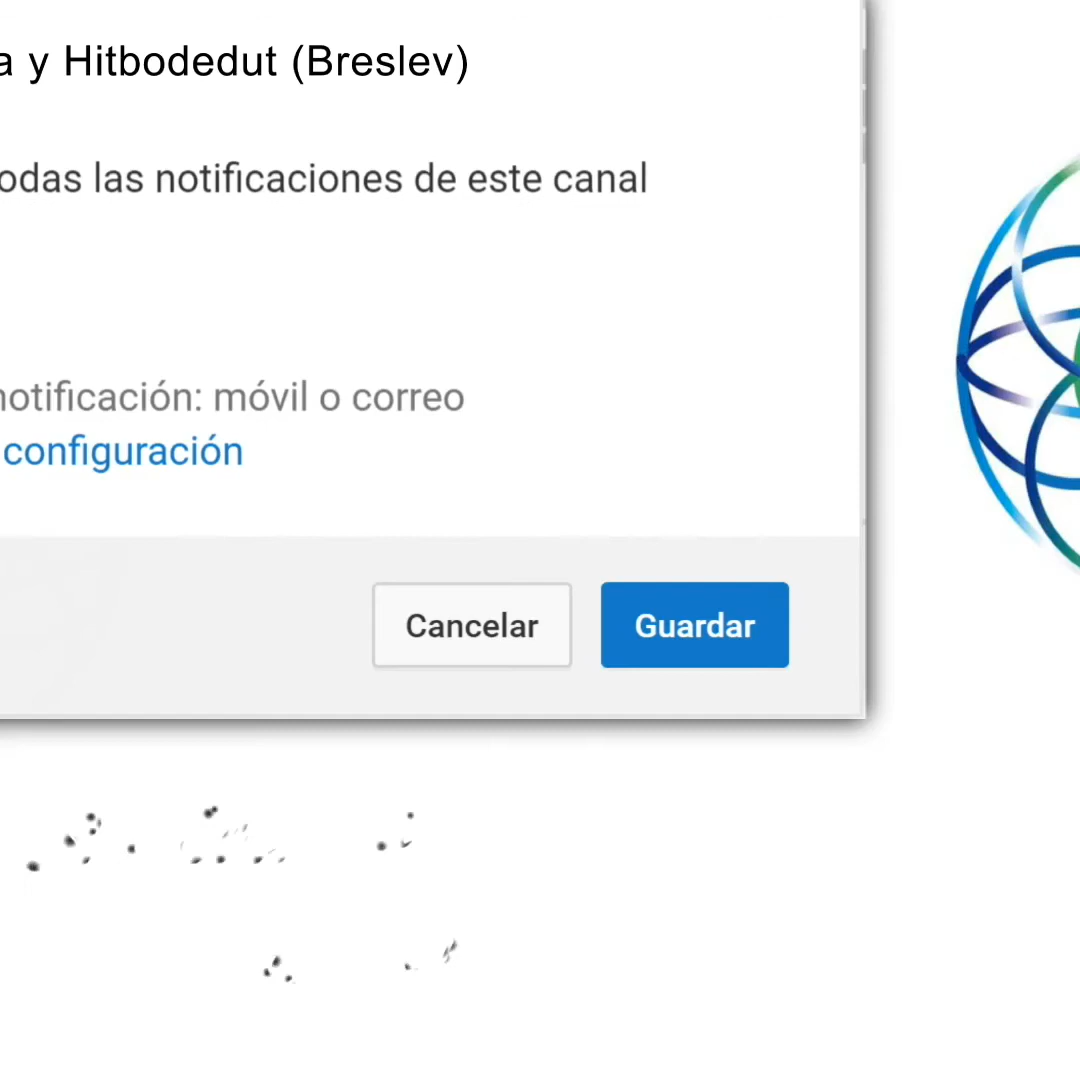 a y Hitbodedut (Breslev)
odas las notificaciones de este canal
notificación: móvil o correo
configuración
Cancelar Guardar